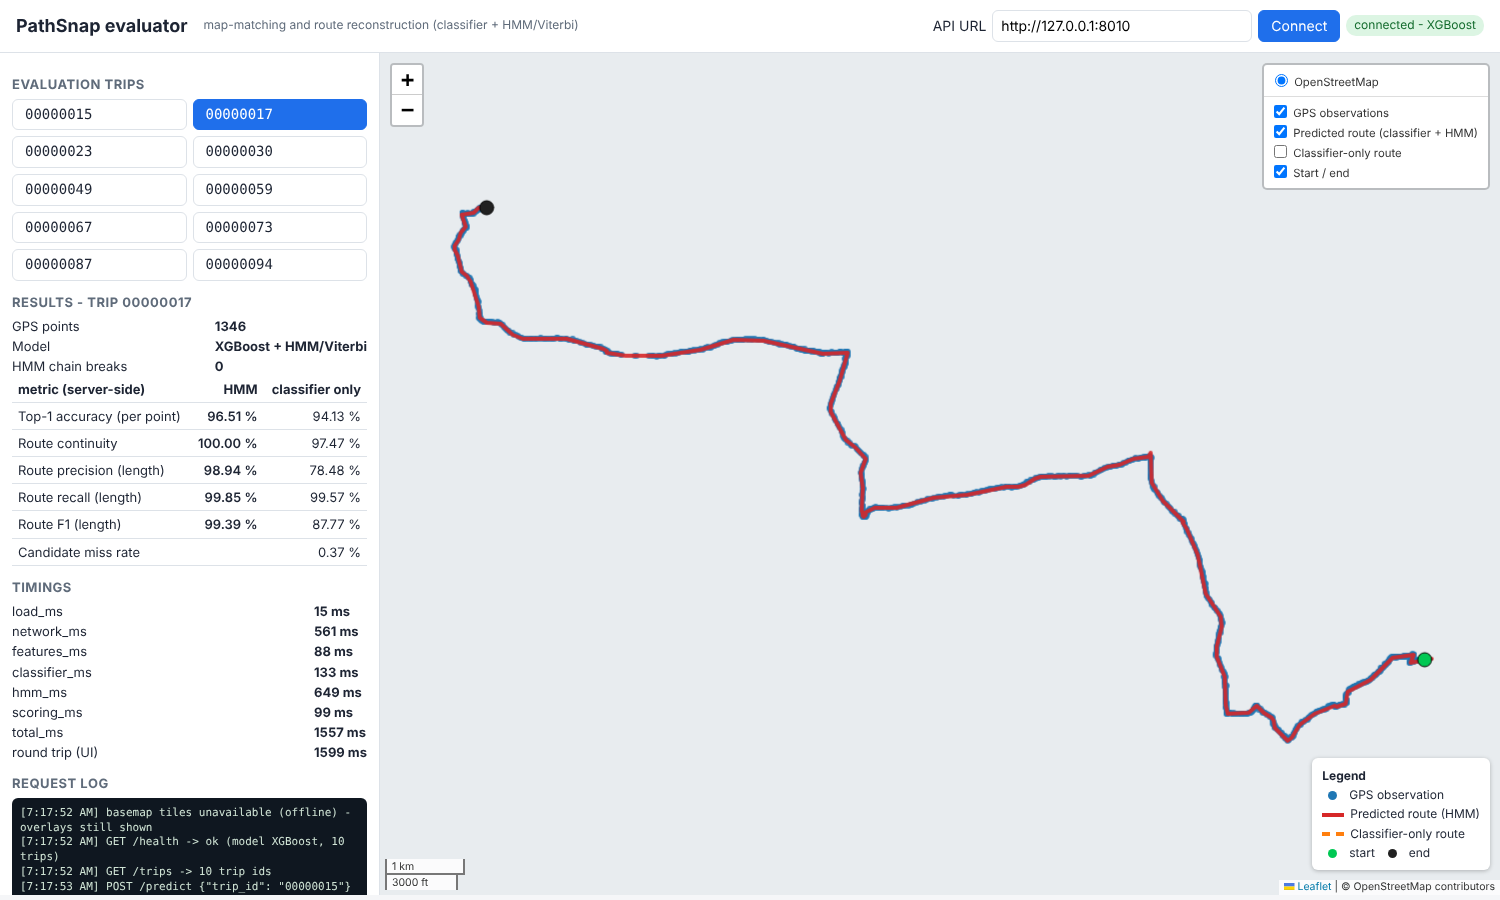 PathSnap evaluator
map-matching and route reconstruction (classifier + HMM/Viterbi)
API URL
http://127.0.0.1:8010
Connect
connected - XGBoost
EVALUATION TRIPS
00000015
00000017
00000023
00000030
00000049
00000059
00000067
00000073
00000087
00000094
RESULTS - TRIP 00000017
GPS points 1346
Model XGBoost + HMM/Viterbi
HMM chain breaks 0
metric (server-side) HMM classifier only
Top-1 accuracy (per point) 96.51 % 94.13 %
Route continuity 100.00 % 97.47 %
Route precision (length) 98.94 % 78.48 %
Route recall (length) 99.85 % 99.57 %
Route F1 (length) 99.39 % 87.77 %
Candidate miss rate 0.37 %
TIMINGS
load_ms 15 ms
network_ms 561 ms
features_ms 88 ms
classifier_ms 133 ms
hmm_ms 649 ms
scoring_ms 99 ms
total_ms 1557 ms
round trip (UI) 1599 ms
REQUEST LOG
[7:17:52 AM] basemap tiles unavailable (offline) -
overlays still shown
[7:17:52 AM] GET /health -> ok (model XGBoost, 10
trips)
[7:17:52 AM] GET /trips -> 10 trip ids
[7:17:53 AM] POST /predict {"trip_id": "00000015"}
+
−
OpenStreetMap
GPS observations
Predicted route (classifier + HMM)
Classifier-only route
Start / end
Legend
GPS observation
Predicted route (HMM)
Classifier-only route
start end
1 km
3000 ft
Leaflet | © OpenStreetMap contributors